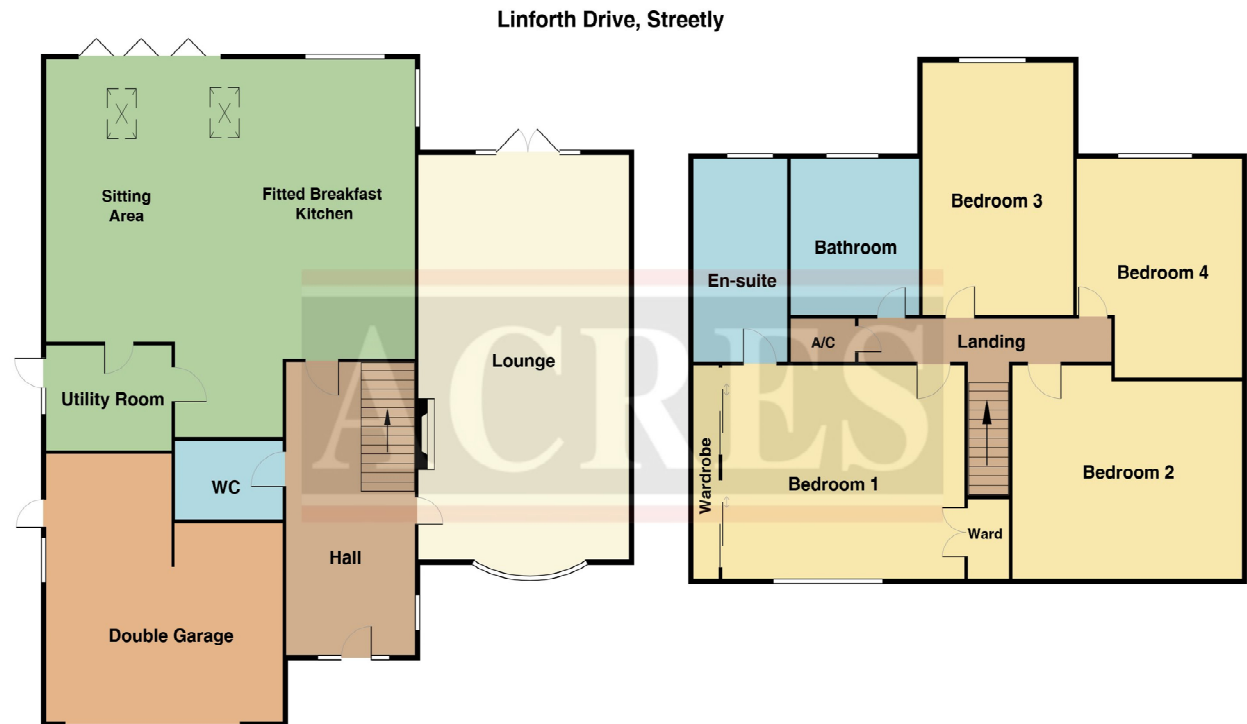 Linforth Drive, Streetly
Sitting
Area
Fitted Breakfast
Kitchen
Utility Room
WC
Hall
Double Garage
Lounge
ACRES
Bedroom 3
Bathroom
En-suite
Bedroom 4
A/C
Landing
Wardrobe
Bedroom 1
Ward
Bedroom 2